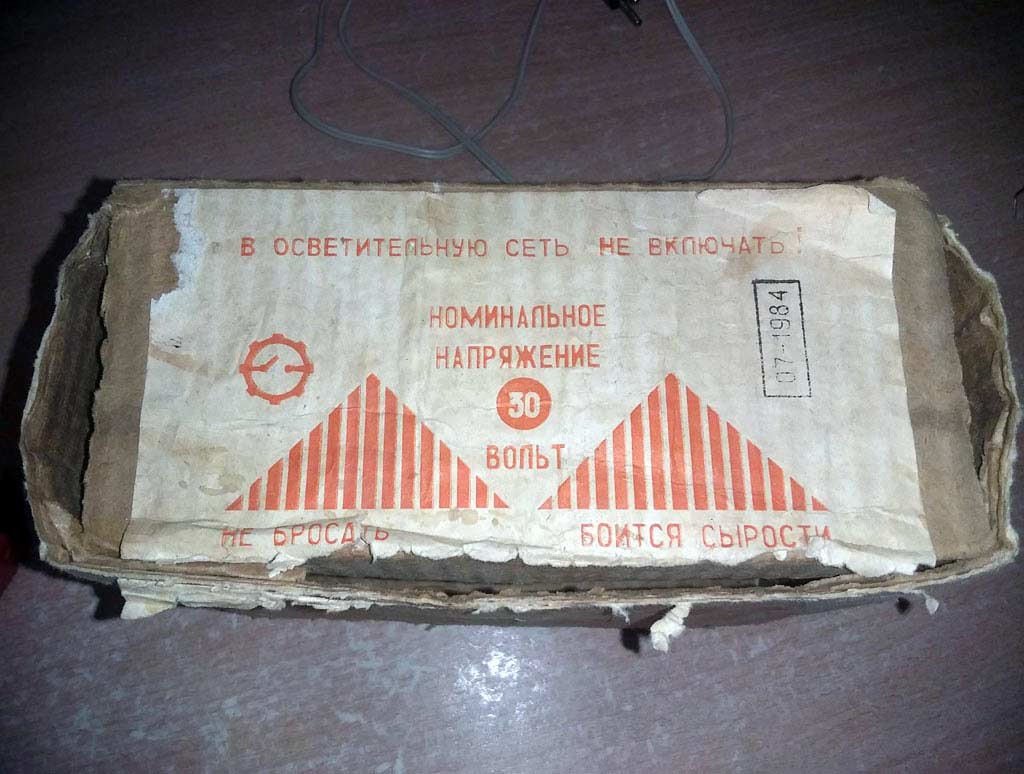 В ОСВЕТИТЕЛЬНУЮ СЕТЬ НЕ ВКЛЮЧАТЬ!
НОМИНАЛЬНОЕ
НАПРЯЖЕНИЕ
30
ВОЛЬТ
07-1984
НЕ БРОСАТЬ
БОИТСЯ СЫРОСТИ